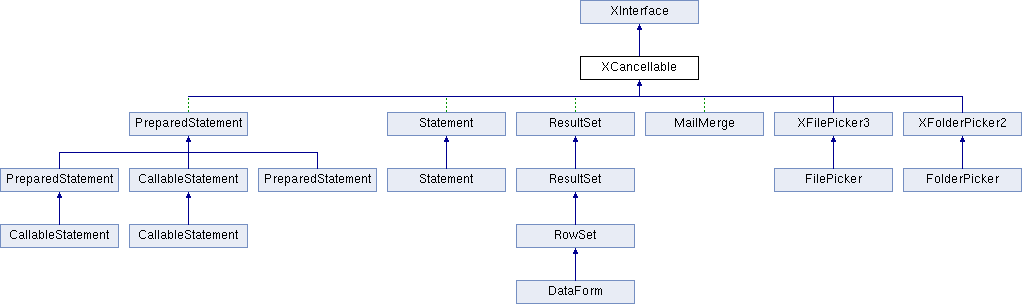 XInterface
XCancellable
PreparedStatement Statement ResultSet MailMerge XFilePicker3 XFolderPicker2
PreparedStatement CallableStatement PreparedStatement Statement ResultSet FilePicker FolderPicker
CallableStatement CallableStatement RowSet
DataForm